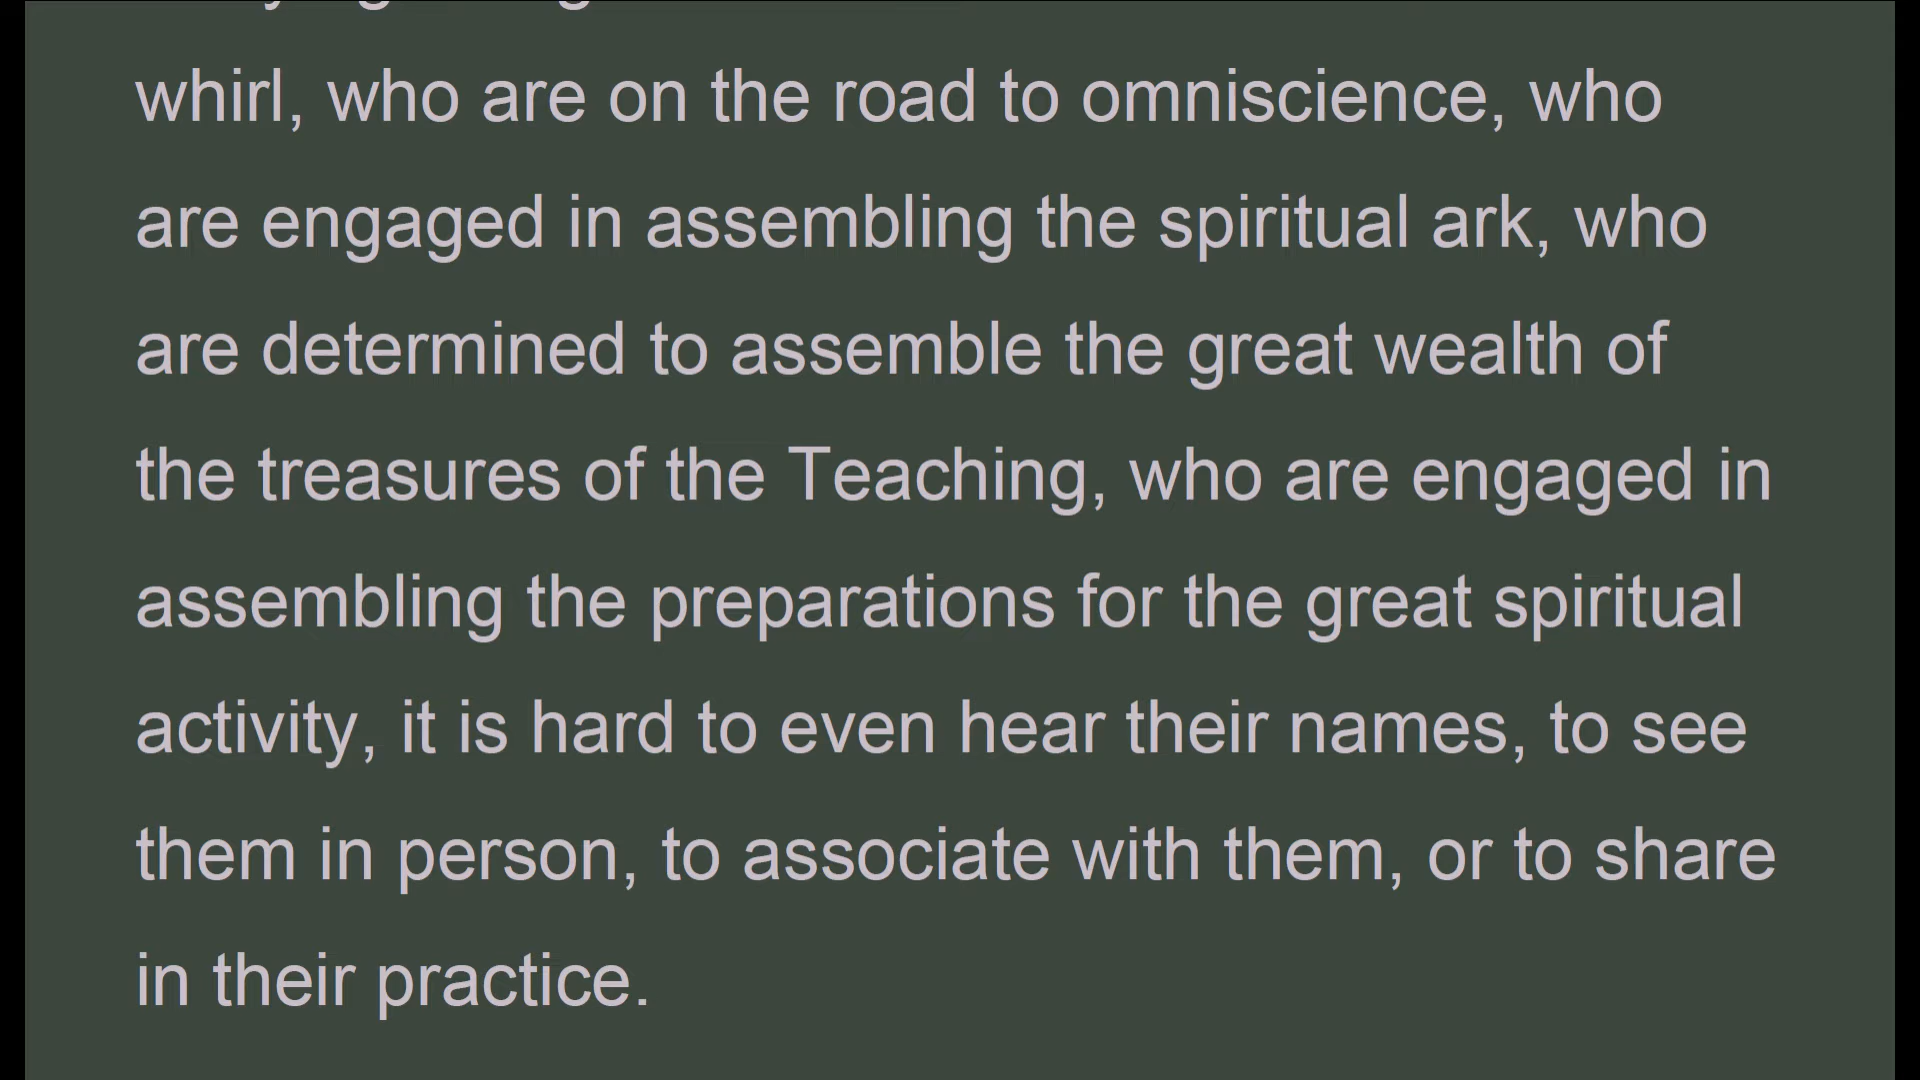 whirl, who are on the road to omniscience, who
are engaged in assembling the spiritual ark, who
are determined to assemble the great wealth of
the treasures of the Teaching, who are engaged in
assembling the preparations for the great spiritual
activity, it is hard to even hear their names, to see
them in person, to associate with them, or to share
in their practice.